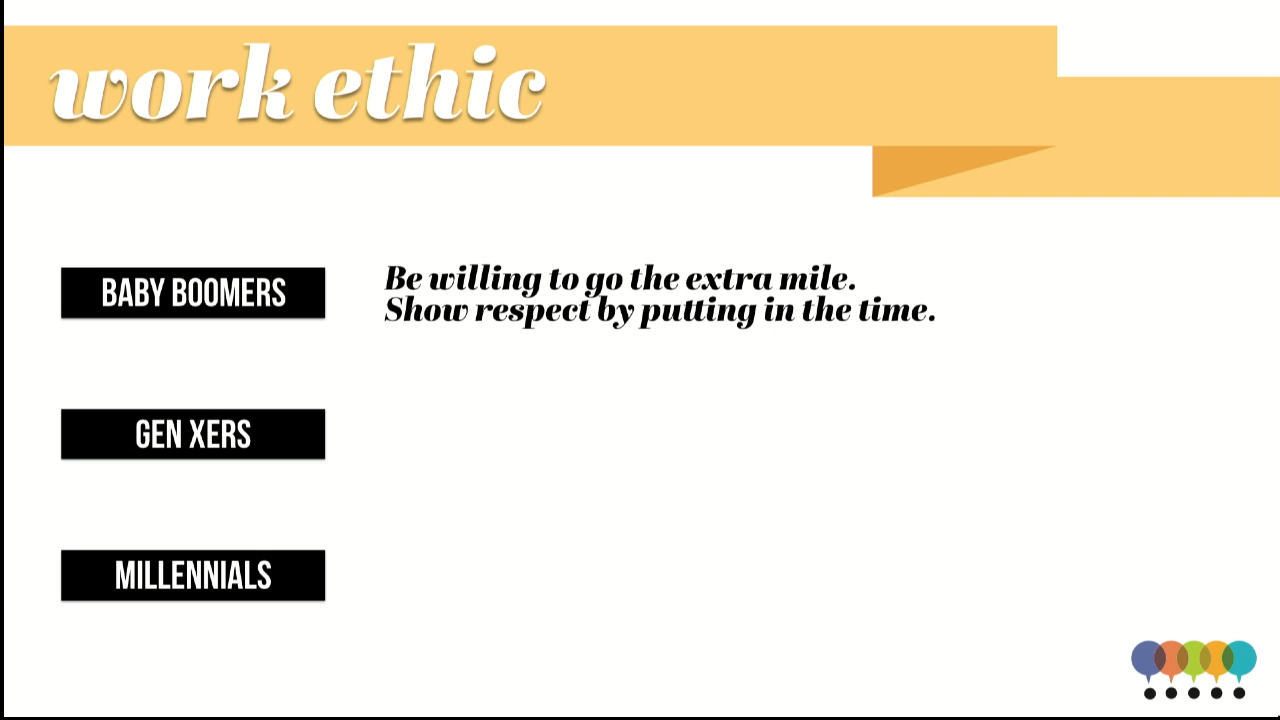 work ethic
BABY BOOMERS
Be willing to go the extra mile.
Show respect by putting in the time.
GEN XERS
MILLENNIALS